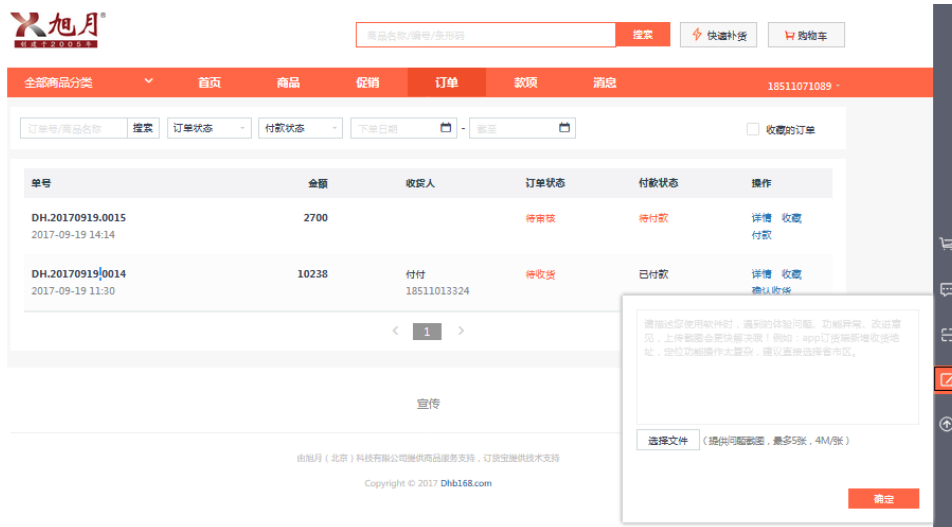 旭月®
创建于2005年
商品名称/编号/条形码 搜索 快速补货 购物车
全部商品分类 首页 商品 促销 订单 款项 消息 18511071089
订单号/商品名称 搜索 订单状态 付款状态 下单日期 - 截至 收藏的订单
单号 金额 收货人 订单状态 付款状态 操作
DH.20170919.0015 2700 待审核 待付款 详情 收藏
2017-09-19 14:14 付款
DH.20170919.0014 10238 付付 待收货 已付款 详情 收藏
2017-09-19 11:30 18511013324 确认收货
< 1 >
请描述您使用软件时，遇到的体验问题、功能异常、改进意
见，上传截图会更快解决哦！例如：app订货端新增收货地
址，定位功能操作太复杂，建议直接选择省市区。
宣传
选择文件 (提供问题截图，最多5张，4M/张)
由旭月（北京）科技有限公司提供商品服务支持，订货宝提供技术支持
Copyright © 2017 Dhb168.com
确定